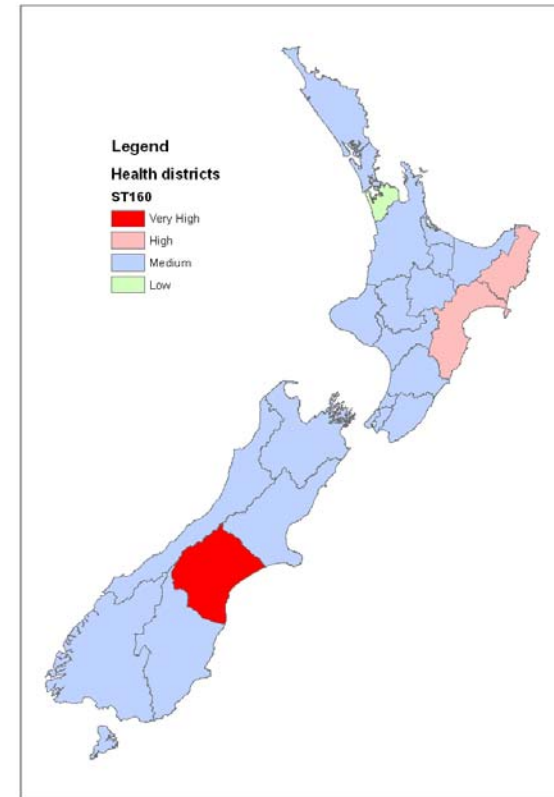 Legend
Health districts
ST160
Very High
High
Medium
Low